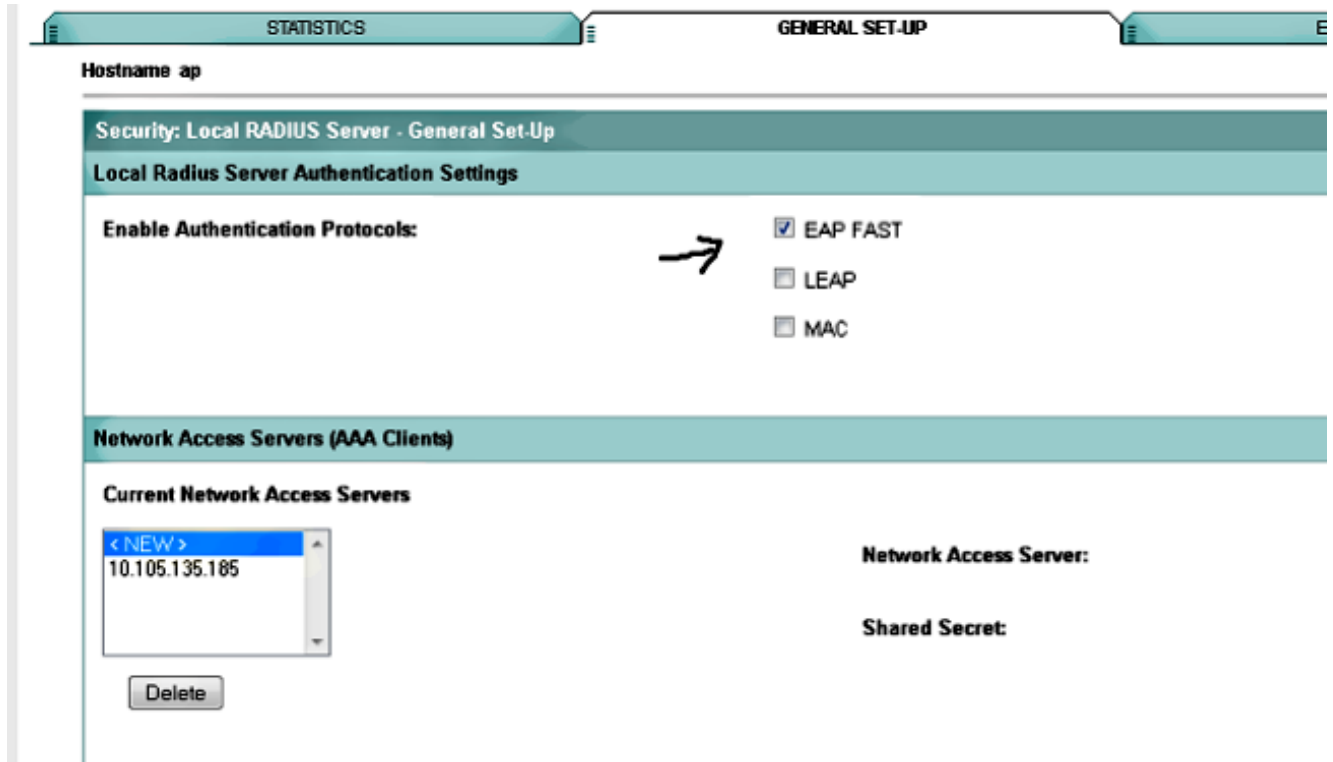 STATISTICS GENERAL SET-UP E
Hostname ap
Security: Local RADIUS Server - General Set-Up
Local Radius Server Authentication Settings
Enable Authentication Protocols: EAP FAST
LEAP
MAC
Network Access Servers (AAA Clients)
Current Network Access Servers
< NEW >
10.105.135.185
Network Access Server:
Shared Secret:
Delete